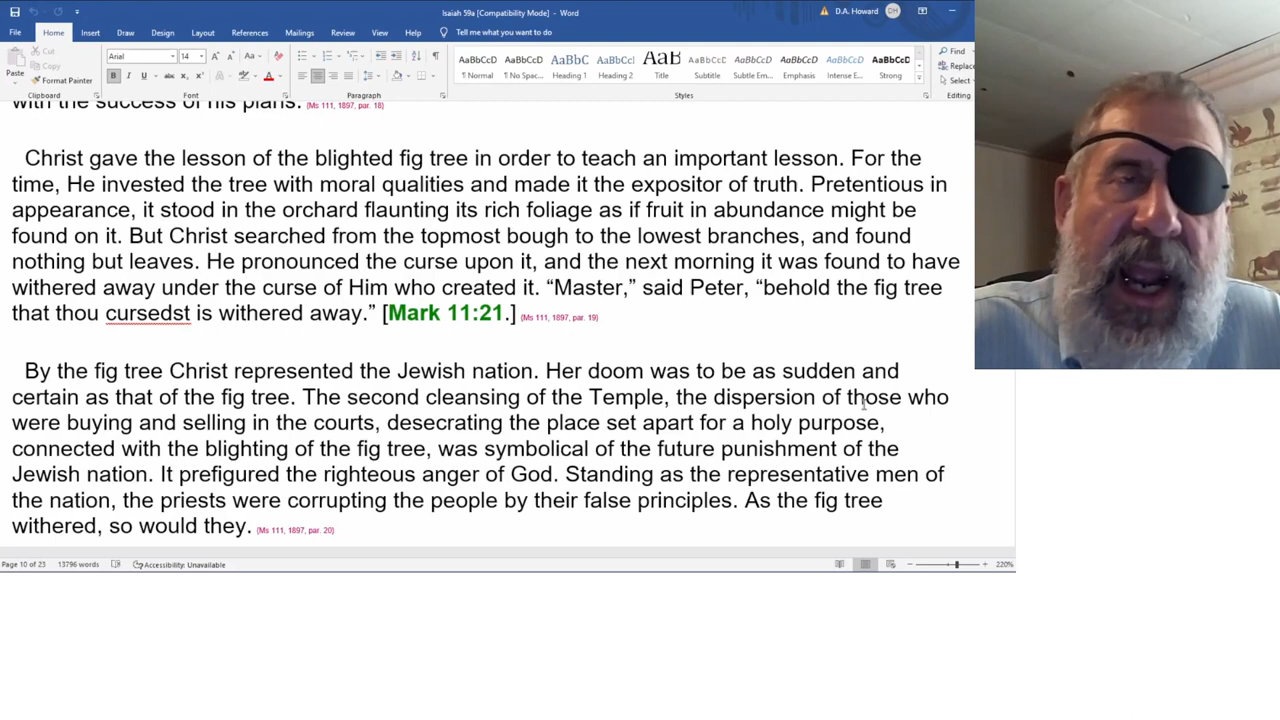 Isaiah 59a [Compatibility Mode] – Word
D.A. Howard DH
File Home Insert Draw Design Layout References Mailings Review View Help Tell me what you want to do
Paste
Cut
Copy
Format Painter
Clipboard
Arial 14
Font
Paragraph
AaBbCcD AaBbCcD AaBbC AaBbCcl AaB AaBbCcD AaBbCcD AaBbCcD AaBbCcD AaBbCcD
¶ Normal ¶ No Spac... Heading 1 Heading 2 Title Subtitle Subtle Em... Emphasis Intense E... Strong
Styles
Find
Replace
Select
Editing
with the success of his plans. {Ms 111, 1897, par. 18}
Christ gave the lesson of the blighted fig tree in order to teach an important lesson. For the
time, He invested the tree with moral qualities and made it the expositor of truth. Pretentious in
appearance, it stood in the orchard flaunting its rich foliage as if fruit in abundance might be
found on it. But Christ searched from the topmost bough to the lowest branches, and found
nothing but leaves. He pronounced the curse upon it, and the next morning it was found to have
withered away under the curse of Him who created it. “Master,” said Peter, “behold the fig tree
that thou cursedst is withered away.” [Mark 11:21.] {Ms 111, 1897, par. 19}
By the fig tree Christ represented the Jewish nation. Her doom was to be as sudden and
certain as that of the fig tree. The second cleansing of the Temple, the dispersion of those who
were buying and selling in the courts, desecrating the place set apart for a holy purpose,
connected with the blighting of the fig tree, was symbolical of the future punishment of the
Jewish nation. It prefigured the righteous anger of God. Standing as the representative men of
the nation, the priests were corrupting the people by their false principles. As the fig tree
withered, so would they. {Ms 111, 1897, par. 20}
Page 10 of 23 13796 words Accessibility: Unavailable 220%